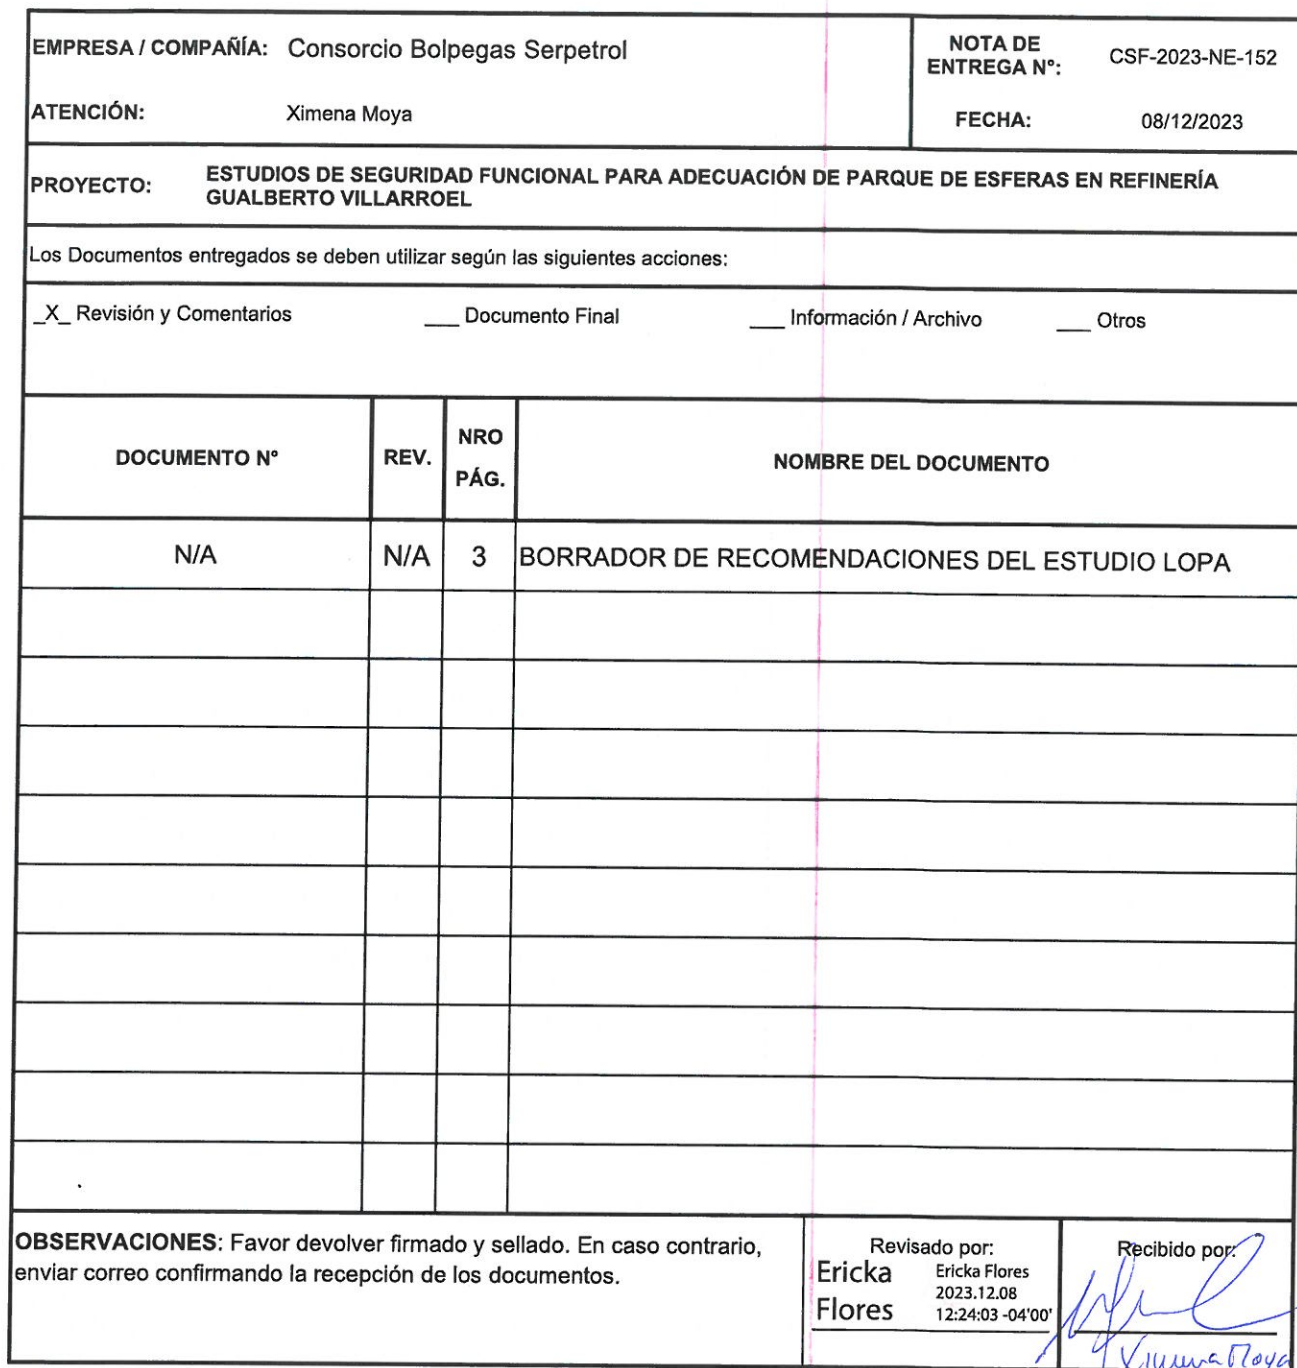 EMPRESA / COMPAÑÍA: Consorcio Bolpegas Serpetrol
NOTA DE
ENTREGA Nº: CSF-2023-NE-152
ATENCIÓN: Ximena Moya
FECHA: 08/12/2023
PROYECTO: ESTUDIOS DE SEGURIDAD FUNCIONAL PARA ADECUACIÓN DE PARQUE DE ESFERAS EN REFINERÍA
GUALBERTO VILLARROEL
Los Documentos entregados se deben utilizar según las siguientes acciones:
_X_ Revisión y Comentarios ___ Documento Final ___ Información / Archivo ___ Otros
DOCUMENTO Nº REV. NRO PÁG. NOMBRE DEL DOCUMENTO
N/A N/A 3 BORRADOR DE RECOMENDACIONES DEL ESTUDIO LOPA
OBSERVACIONES: Favor devolver firmado y sellado. En caso contrario,
enviar correo confirmando la recepción de los documentos.
Revisado por:
Ericka
Flores
Ericka Flores
2023.12.08
12:24:03 -04'00'
Recibido por:
Ximena Moya